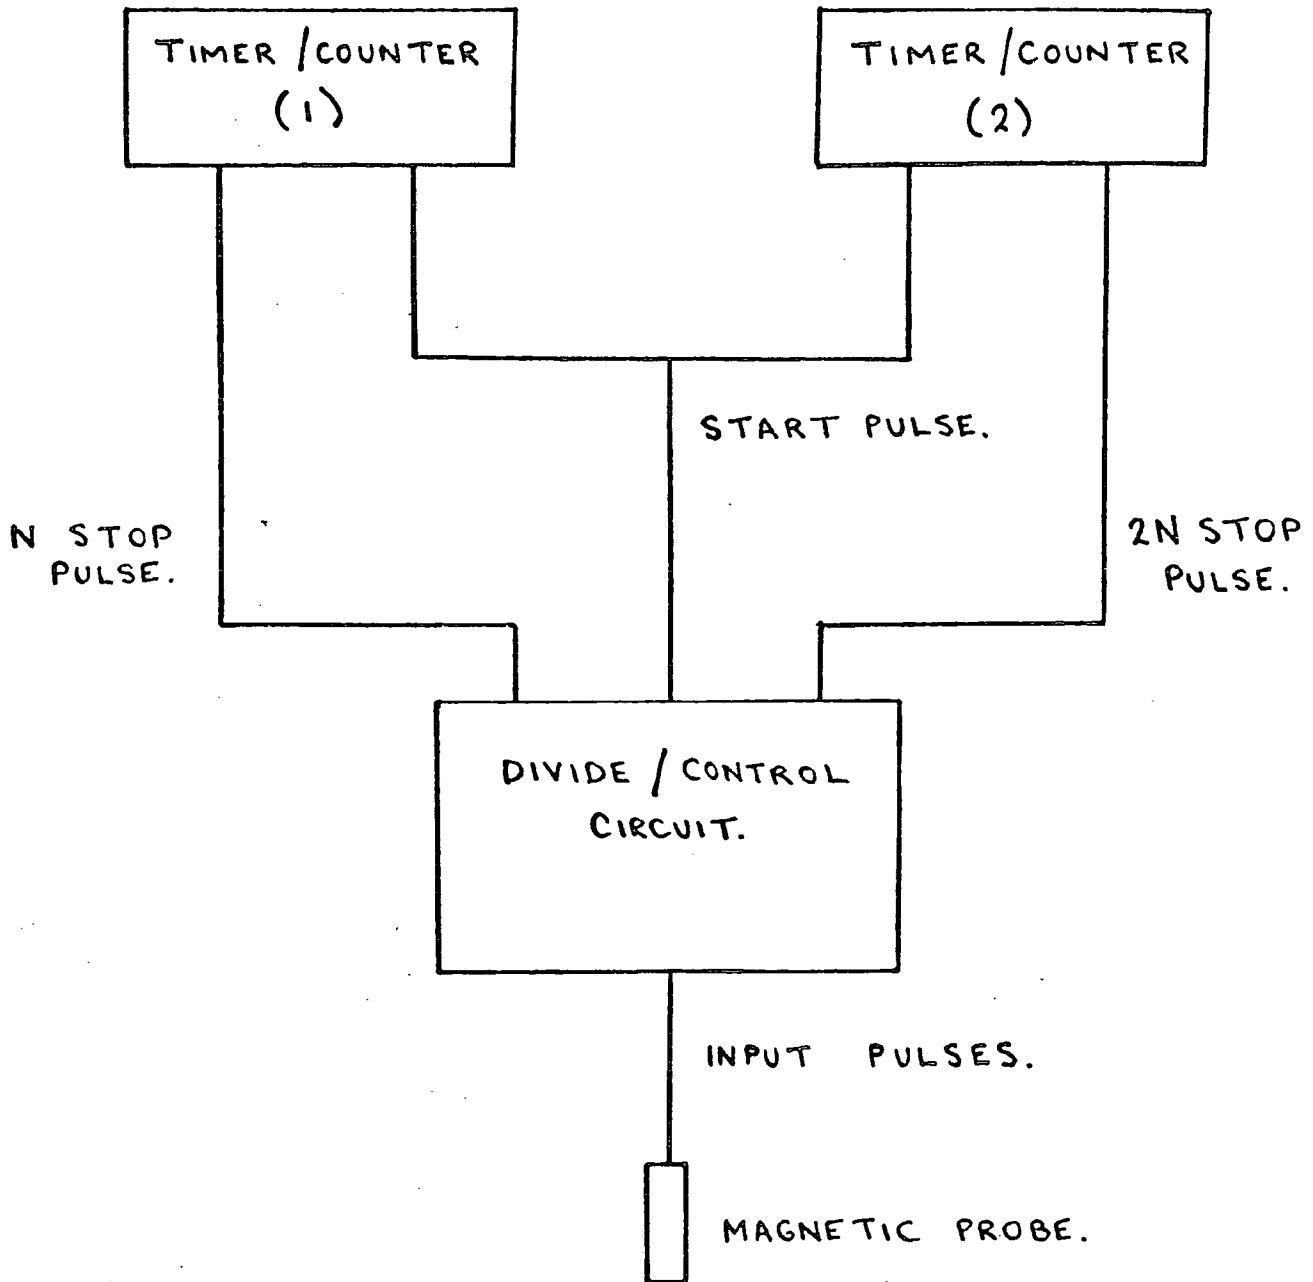 TIMER / COUNTER
(1)
TIMER / COUNTER
(2)
START PULSE.
N STOP
PULSE.
2N STOP
PULSE.
DIVIDE / CONTROL
CIRCUIT.
INPUT PULSES.
MAGNETIC PROBE.